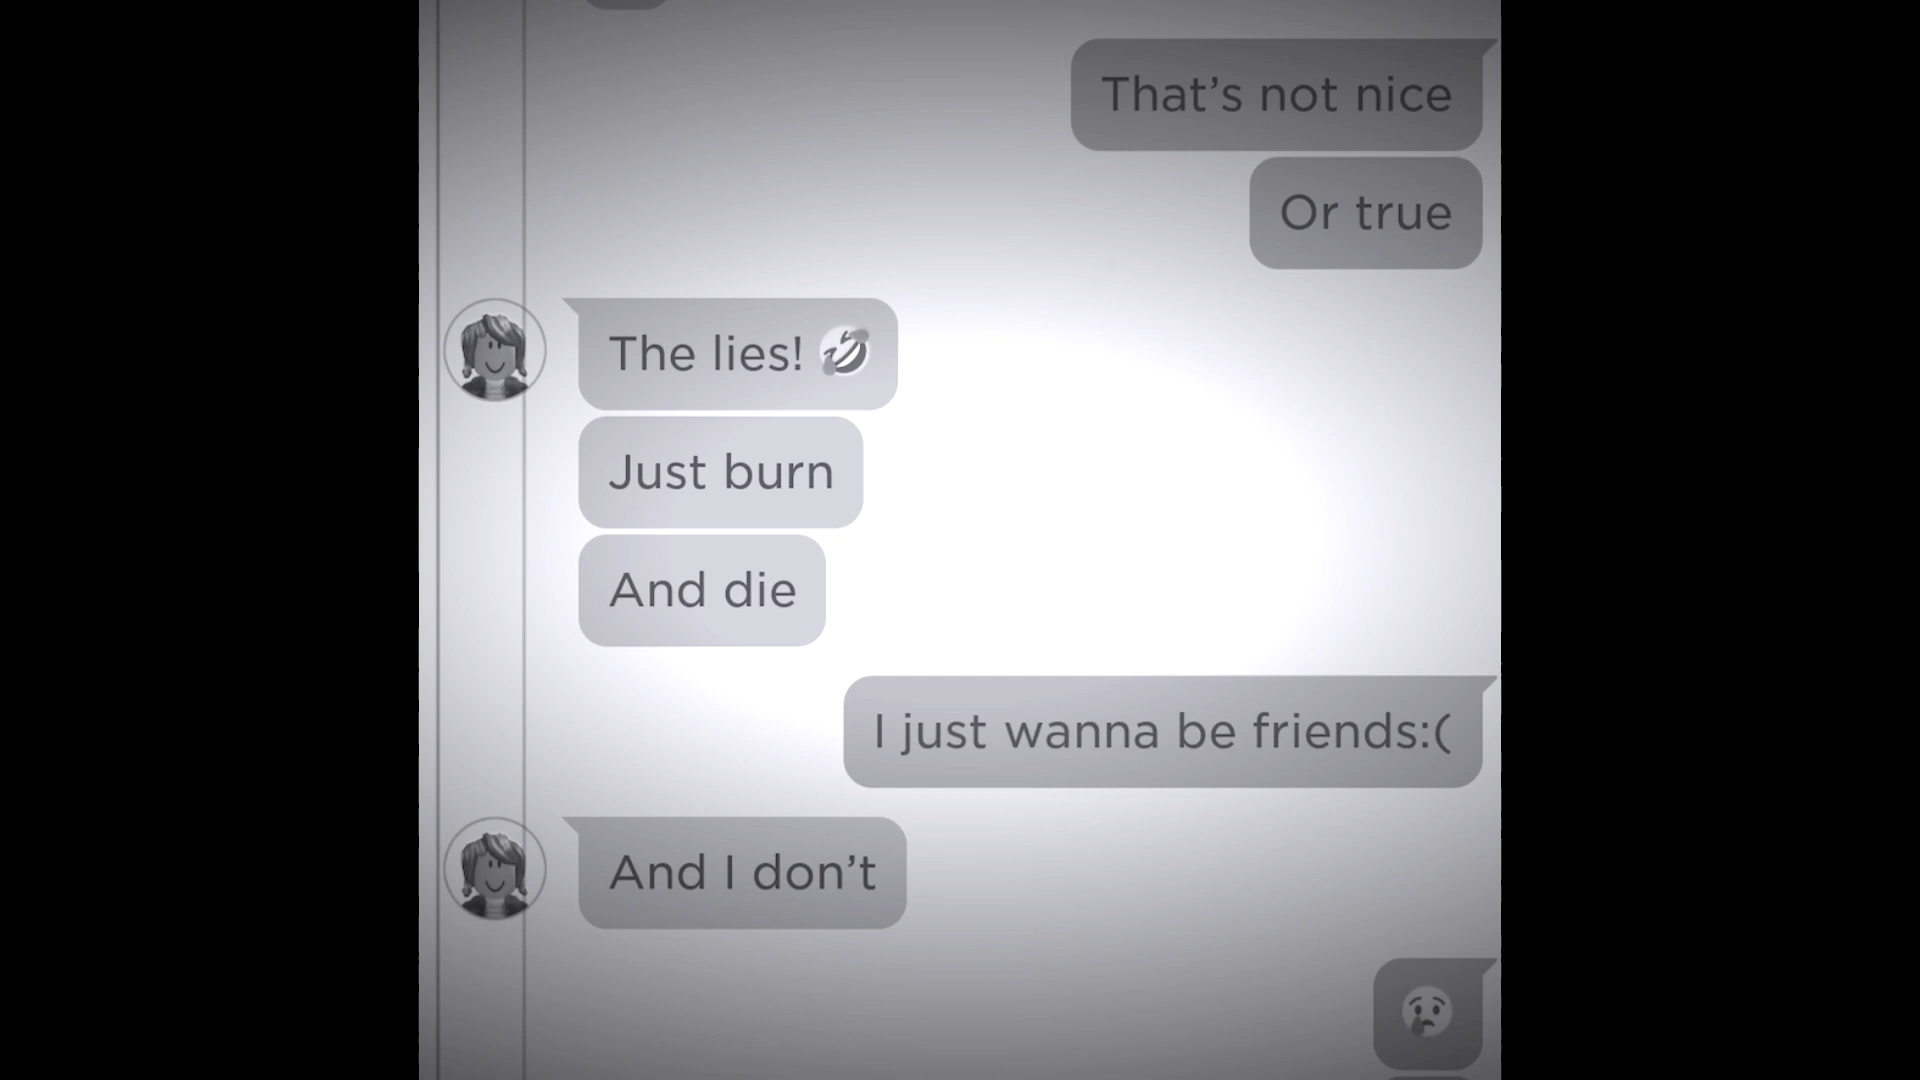 That’s not nice
Or true
The lies! 🤣
Just burn
And die
I just wanna be friends:(
And I don’t
😢